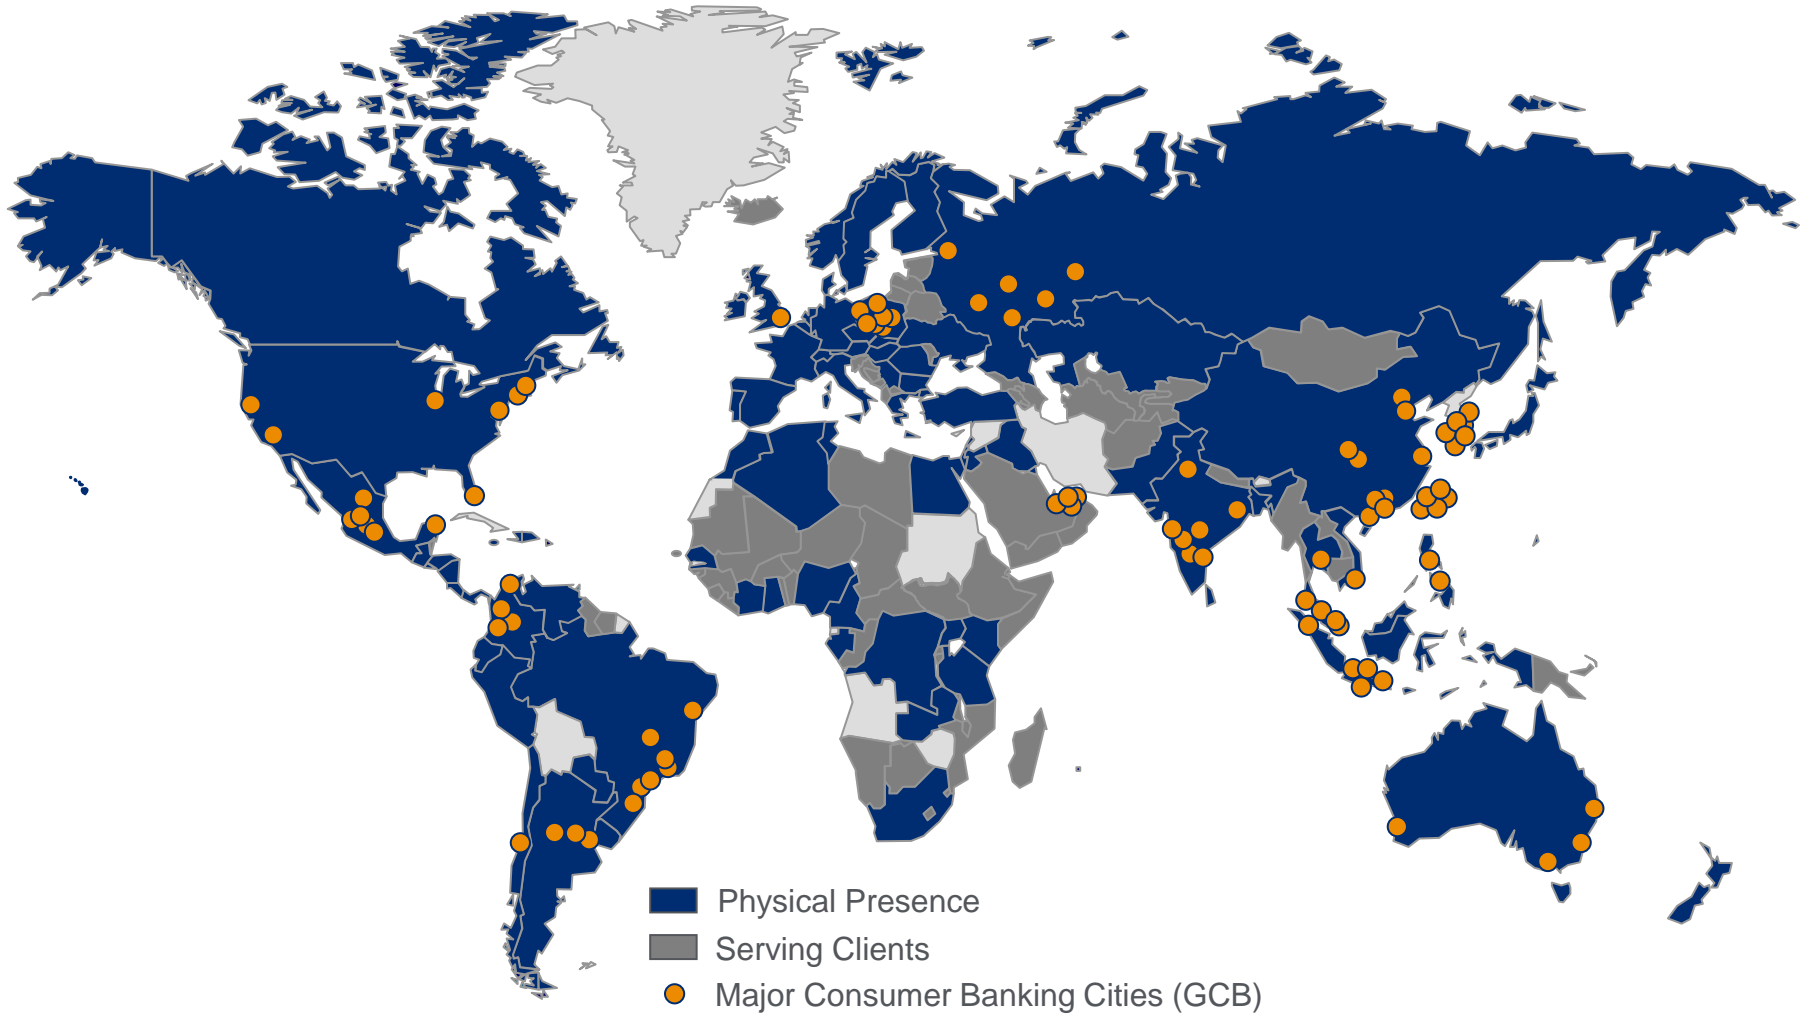 Physical Presence
Serving Clients
Major Consumer Banking Cities (GCB)